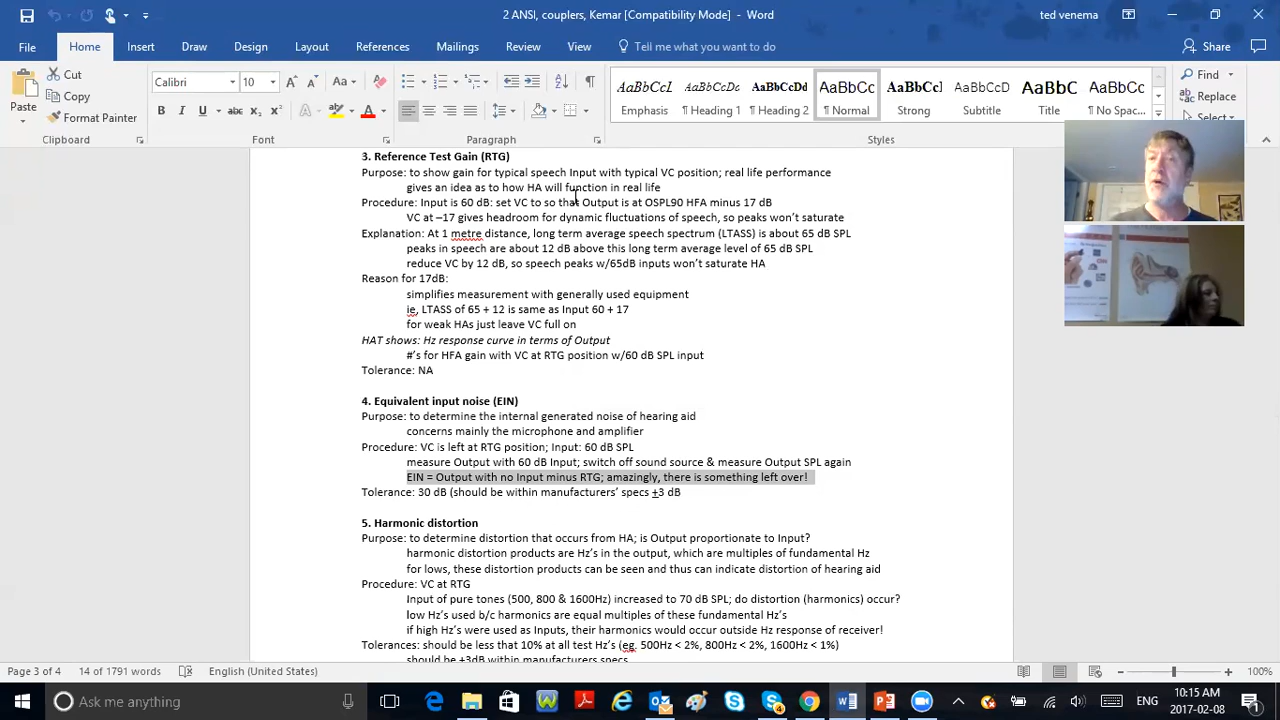 2 ANSI, couplers, Kemar [Compatibility Mode] - Word
ted venema
File
Home
Insert
Draw
Design
Layout
References
Mailings
Review
View
Tell me what you want to do
Share
Paste
Cut
Copy
Format Painter
Clipboard
Calibri
10
Font
Paragraph
AaBbCcL
Emphasis
AaBbCcDc
¶ Heading 1
AaBbCcDd
¶ Heading 2
AaBbCc
¶ Normal
AaBbCcI
Strong
AaBbCcDd
Subtitle
AaBbC
Title
AaBbCc
¶ No Spac...
Styles
Find
Replace
Select
3. Reference Test Gain (RTG)
Purpose: to show gain for typical speech Input with typical VC position; real life performance
gives an idea as to how HA will function in real life
Procedure: Input is 60 dB: set VC to so that Output is at OSPL90 HFA minus 17 dB
VC at –17 gives headroom for dynamic fluctuations of speech, so peaks won't saturate
Explanation: At 1 metre distance, long term average speech spectrum (LTASS) is about 65 dB SPL
peaks in speech are about 12 dB above this long term average level of 65 dB SPL
reduce VC by 12 dB, so speech peaks w/65dB inputs won't saturate HA
Reason for 17dB:
simplifies measurement with generally used equipment
ie, LTASS of 65 + 12 is same as Input 60 + 17
for weak HAs just leave VC full on
HAT shows: Hz response curve in terms of Output
#'s for HFA gain with VC at RTG position w/60 dB SPL input
Tolerance: NA
4. Equivalent input noise (EIN)
Purpose: to determine the internal generated noise of hearing aid
concerns mainly the microphone and amplifier
Procedure: VC is left at RTG position; Input: 60 dB SPL
measure Output with 60 dB Input; switch off sound source & measure Output SPL again
EIN = Output with no Input minus RTG; amazingly, there is something left over!
Tolerance: 30 dB (should be within manufacturers' specs +3 dB
5. Harmonic distortion
Purpose: to determine distortion that occurs from HA; is Output proportionate to Input?
harmonic distortion products are Hz's in the output, which are multiples of fundamental Hz
for lows, these distortion products can be seen and thus can indicate distortion of hearing aid
Procedure: VC at RTG
Input of pure tones (500, 800 & 1600Hz) increased to 70 dB SPL; do distortion (harmonics) occur?
low Hz's used b/c harmonics are equal multiples of these fundamental Hz's
if high Hz's were used as Inputs, their harmonics would occur outside Hz response of receiver!
Tolerances: should be less that 10% at all test Hz's (eg. 500Hz < 2%, 800Hz < 2%, 1600Hz < 1%)
should be +3dB within manufacturers specs
Page 3 of 4
14 of 1791 words
English (United States)
100%
Ask me anything
ENG
10:15 AM
2017-02-08